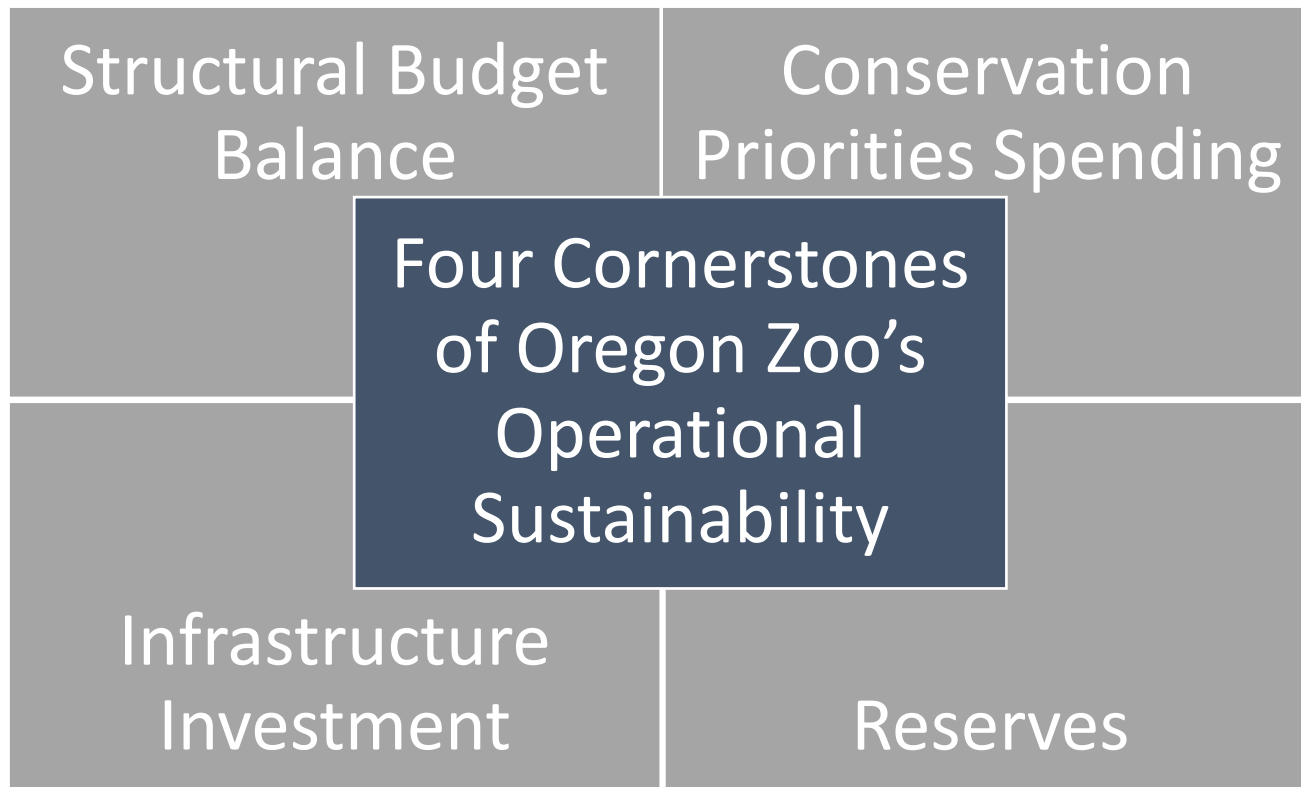 Structural Budget
Balance
Conservation
Priorities Spending
Four Cornerstones
of Oregon Zoo’s
Operational
Sustainability
Infrastructure
Investment
Reserves